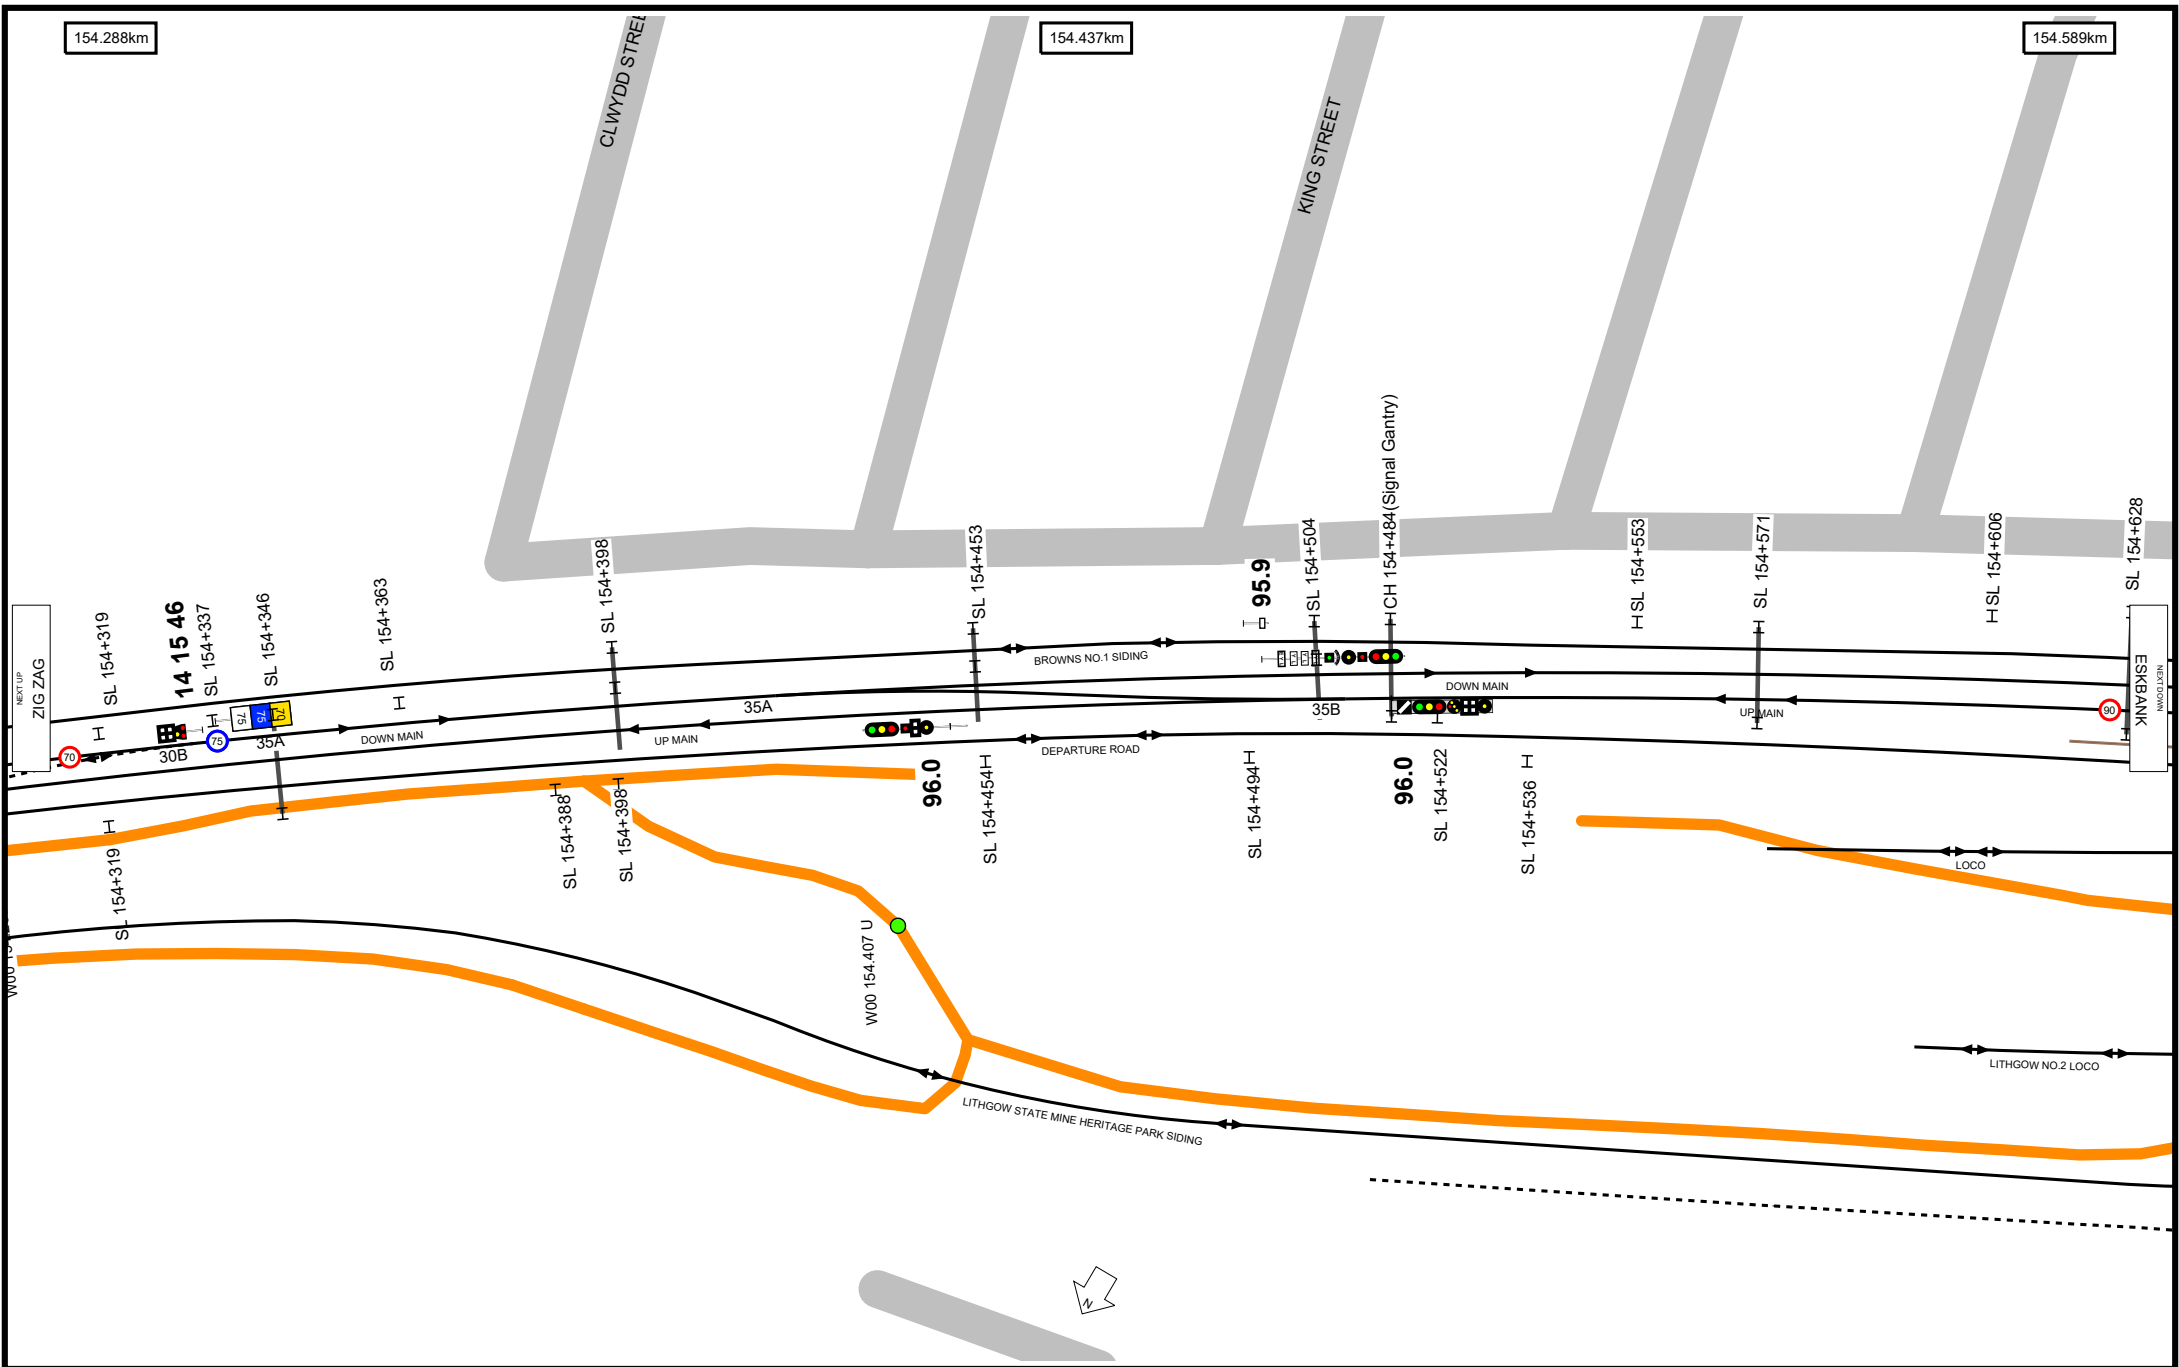 154.288km
154.437km
154.589km
CLWYDD STREE
KING STREET
NEXT UP
ZIG ZAG
SL 154+319
14 15 46
SL 154+337
SL 154+346
SL 154+363
SL 154+398
SL 154+453
95.9
SL 154+504
CH 154+484(Signal Gantry)
SL 154+553
SL 154+571
SL 154+606
SL 154+628
NEXT DOWN
ESKBANK
BROWNS NO.1 SIDING
DOWN MAIN
75
75
70
75
70
30B
35A
DOWN MAIN
35A
UP MAIN
35B
UP MAIN
90
DEPARTURE ROAD
96.0
SL 154+454
SL 154+494
96.0
SL 154+522
SL 154+536
SL 154+319
SL 154+388
SL 154+398
LOCO
W00 154.407 U
LITHGOW NO.2 LOCO
LITHGOW STATE MINE HERITAGE PARK SIDING
N